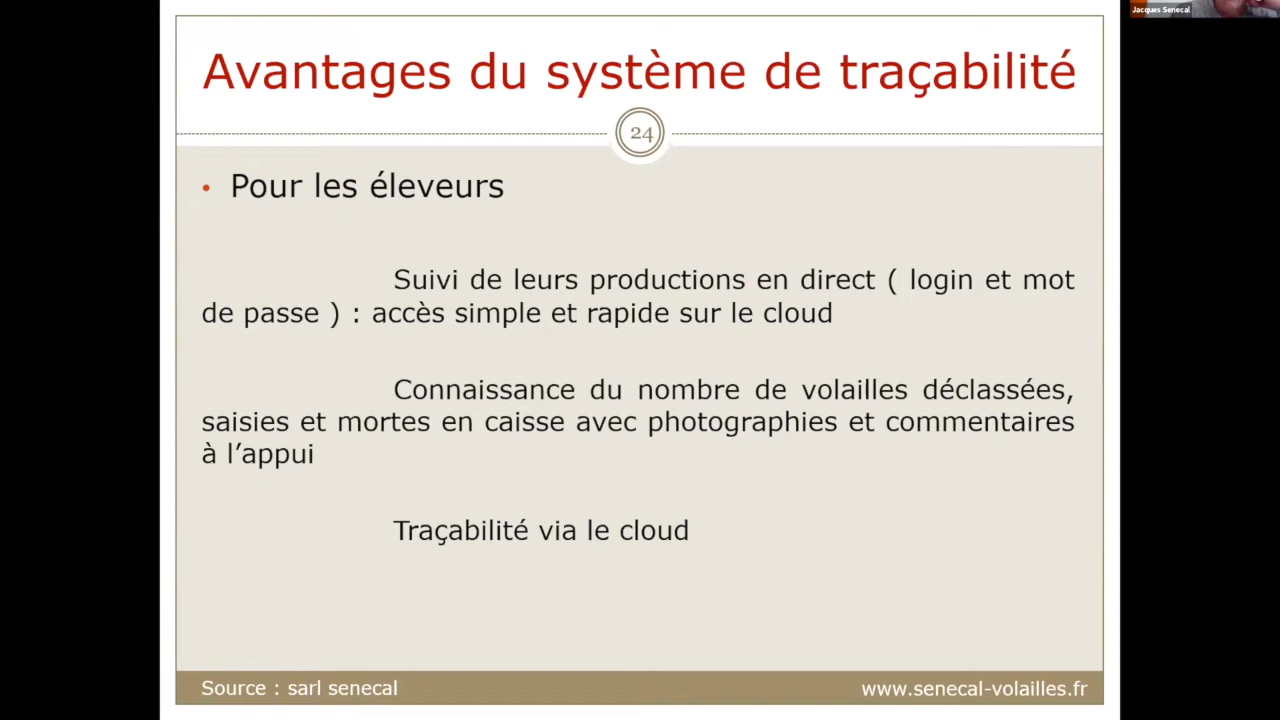 Jacques Senecal
Avantages du système de traçabilité
24
• Pour les éleveurs
Suivi de leurs productions en direct ( login et mot
de passe ) : accès simple et rapide sur le cloud
Connaissance du nombre de volailles déclassées,
saisies et mortes en caisse avec photographies et commentaires
à l’appui
Traçabilité via le cloud
Source : sarl senecal
www.senecal-volailles.fr